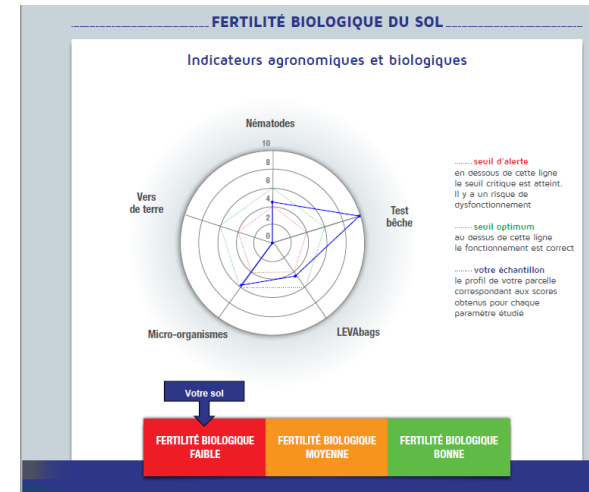 FERTILITÉ BIOLOGIQUE DU SOL
Indicateurs agronomiques et biologiques
Nématodes
10
8
6
4
2
0
Vers
de terre
Test
bêche
Micro-organismes
LEVAbags
seuil d'alerte
en dessous de cette ligne
le seuil critique est atteint.
Il y a un risque de
dysfonctionnement
seuil optimum
au dessus de cette ligne
le fonctionnement est correct
votre échantillon
le profil de votre parcelle
correspondant aux scores
obtenus pour chaque
paramètre étudié
Votre sol
FERTILITÉ BIOLOGIQUE
FAIBLE
FERTILITÉ BIOLOGIQUE
MOYENNE
FERTILITÉ BIOLOGIQUE
BONNE